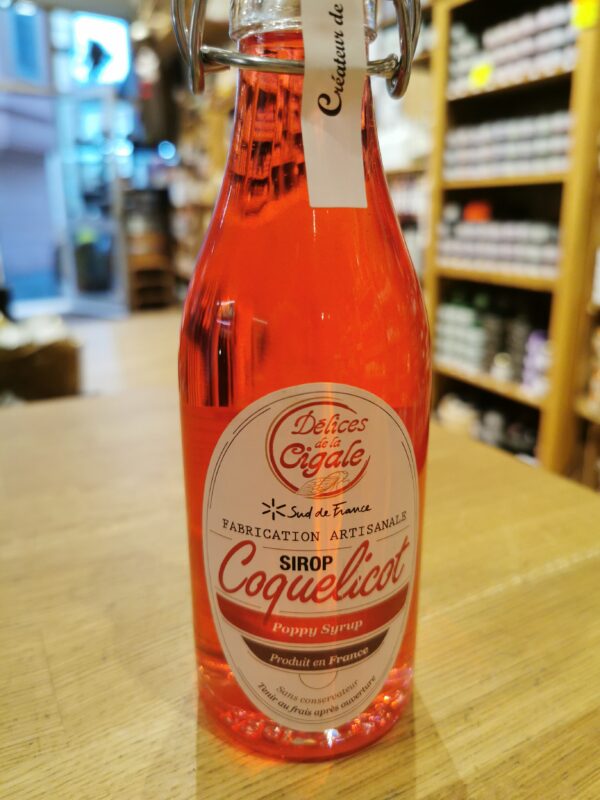 Créateur de
Délices
de la
Cigale
Sud de France
FABRICATION ARTISANALE
SIROP
Coquelicot
Poppy Syrup
Produit en France
Sans conservateur
Tenir au frais après ouverture